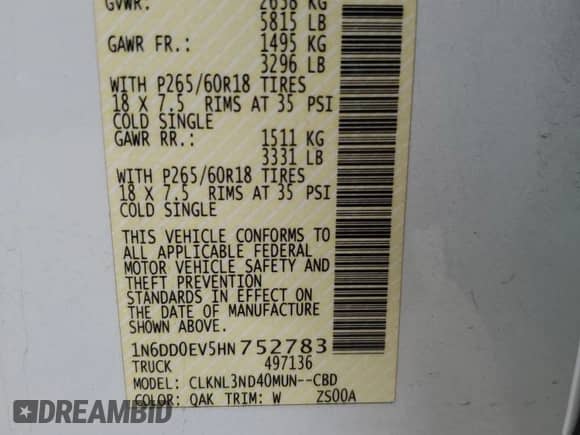 GVWR: 2638 KG
5815 LB
GAWR FR.: 1495 KG
3296 LB
WITH P265/60R18 TIRES
18 X 7.5 RIMS AT 35 PSI
COLD SINGLE
GAWR RR.: 1511 KG
3331 LB
WITH P265/60R18 TIRES
18 X 7.5 RIMS AT 35 PSI
COLD SINGLE
THIS VEHICLE CONFORMS TO
ALL APPLICABLE FEDERAL
MOTOR VEHICLE SAFETY AND
THEFT PREVENTION
STANDARDS IN EFFECT ON
THE DATE OF MANUFACTURE
SHOWN ABOVE.
1N6DD0EV5HN752783
TRUCK 497136
MODEL: CLKNL3ND40MUN--CBD
COLOR: QAK TRIM: W ZS00A
DREAMBID